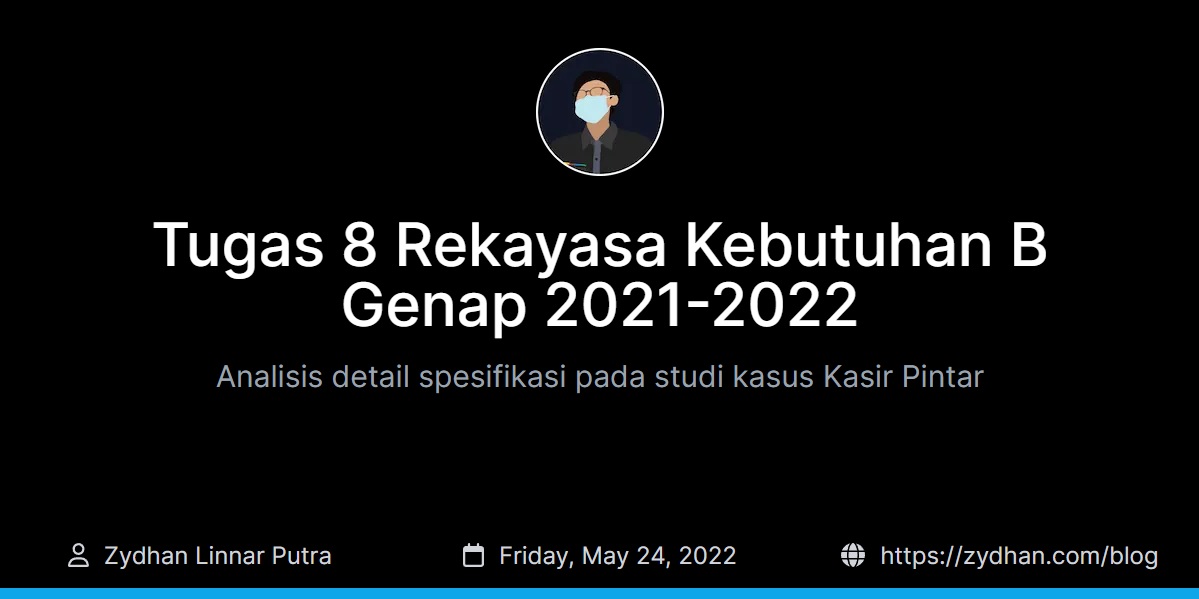 Tugas 8 Rekayasa Kebutuhan B
Genap 2021-2022
Analisis detail spesifikasi pada studi kasus Kasir Pintar
Zydhan Linnar Putra
Friday, May 24, 2022
https://zydhan.com/blog